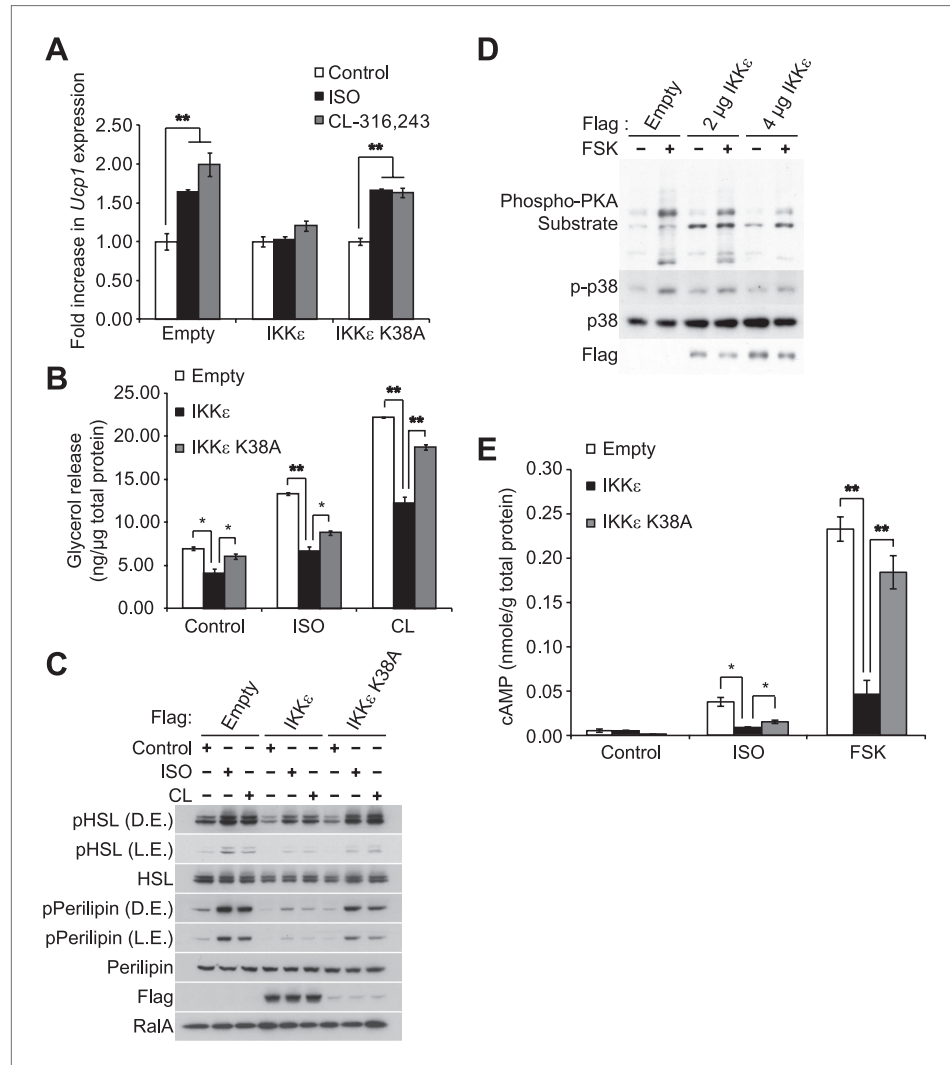 A
Control
ISO
CL-316,243
Fold increase in Ucp1 expression
2.50
2.00
1.50
1.00
0.50
0.00
**
**
Empty
IKKε
IKKε K38A
B
Empty
IKKε
IKKε K38A
Glycerol release
(ng/µg total protein)
25.00
20.00
15.00
10.00
5.00
0.00
* *
** *
** **
Control
ISO
CL
C
Flag:
Empty
IKKε
IKKε K38A
Control + − − + − − + − −
ISO − + − − + − − + −
CL − − + − − + − − +
pHSL (D.E.)
pHSL (L.E.)
HSL
pPerilipin (D.E.)
pPerilipin (L.E.)
Perilipin
Flag
RalA
D
Flag :
Empty
2 µg IKKε
4 µg IKKε
FSK − + − + − +
Phospho-PKA
Substrate
p-p38
p38
Flag
E
Empty
IKKε
IKKε K38A
cAMP (nmole/g total protein)
0.30
0.25
0.20
0.15
0.10
0.05
0.00
* *
** **
Control
ISO
FSK